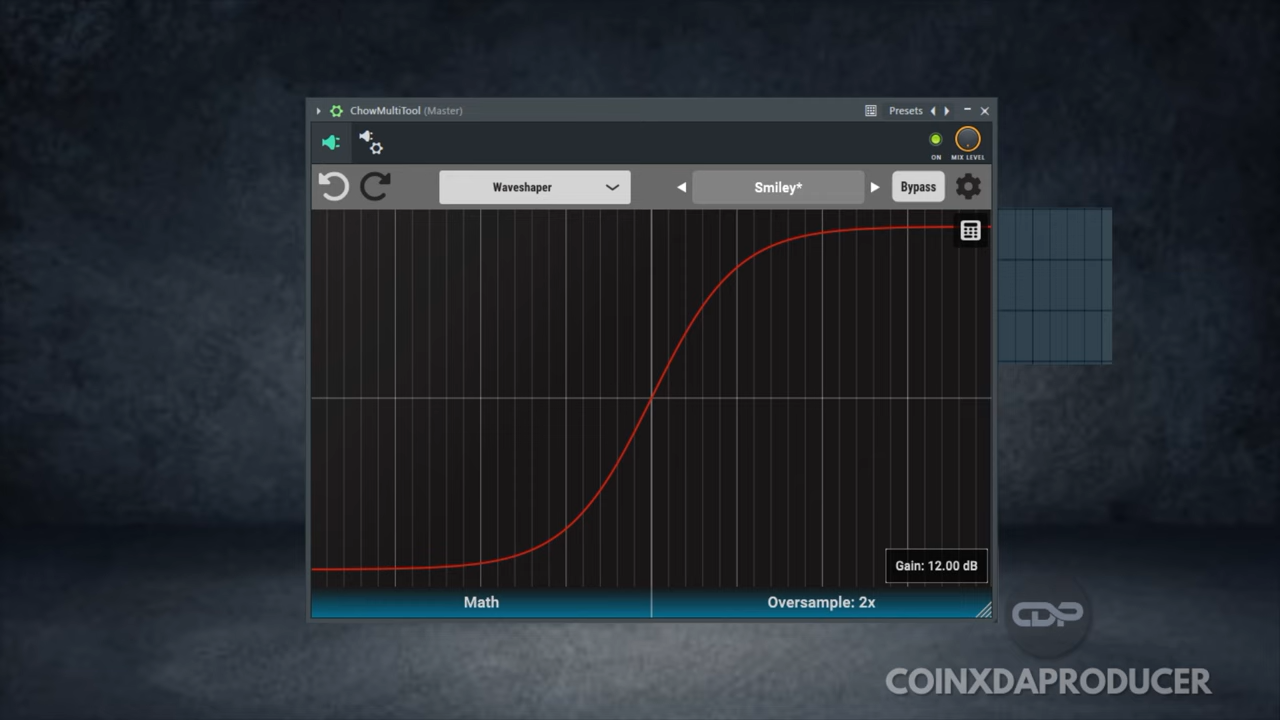 ChowMultiTool (Master)
Presets
ON
MIX LEVEL
Waveshaper
Smiley*
Bypass
Gain: 12.00 dB
Math
Oversample: 2x
CDP
COINXDAPRODUCER